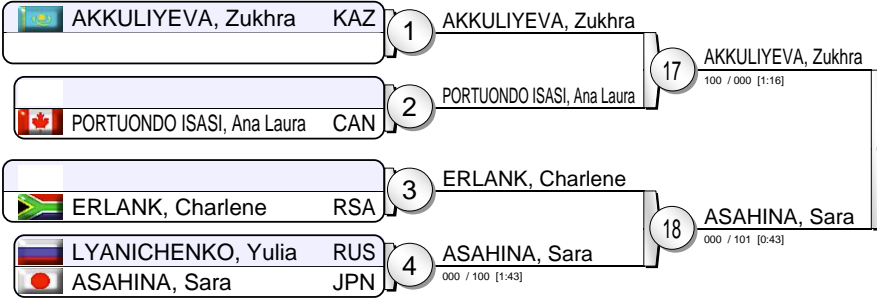 AKKULIYEVA, Zukhra KAZ
1
AKKULIYEVA, Zukhra
2
PORTUONDO ISASI, Ana Laura CAN
PORTUONDO ISASI, Ana Laura
17
AKKULIYEVA, Zukhra
100 / 000 [1:16]
3
ERLANK, Charlene RSA
ERLANK, Charlene
LYANICHENKO, Yulia RUS
ASAHINA, Sara JPN
4
ASAHINA, Sara
000 / 100 [1:43]
18
ASAHINA, Sara
000 / 101 [0:43]